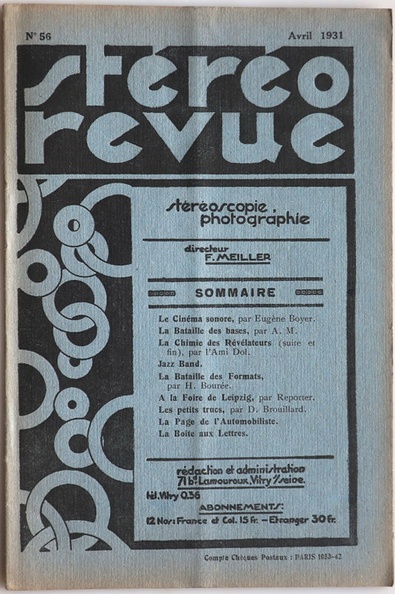 N° 56
Avril 1931
stéréo
revue
stéréoscopie,
photographie
directeur
F. MEILLER
SOMMAIRE
Le Cinéma sonore, par Eugène Boyer.
La Bataille des bases, par A. M.
La Chimie des Révélateurs (suite et
fin), par l'Ami Dol.
Jazz Band.
La Bataille des Formats,
par H. Bourée.
A la Foire de Leipzig, par Reporter.
Les petits trucs, par D. Brouillard.
La Page de l'Automobiliste.
La Boite aux Lettres.
rédaction et administration
71 bd Lamouroux, Vitry s/seine.
tél. Vitry 0.36
ABONNEMENTS:
12 Nos: France et Col. 15 Fr. - Etranger 30 Fr.
Compte Chèques Postaux : PARIS 1053-42